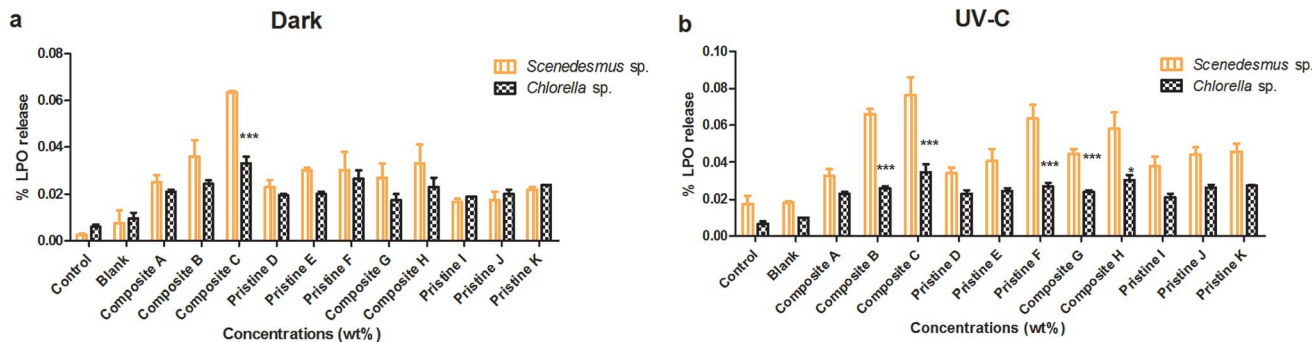 a
Dark
% LPO release
0.08
0.06
0.04
0.02
0.00
Scenedesmus sp.
Chlorella sp.
***
Control
Blank
Composite A
Composite B
Composite C
Pristine D
Pristine E
Pristine F
Composite G
Composite H
Pristine I
Pristine J
Pristine K
Concentrations (wt%)
b
UV-C
% LPO release
0.10
0.08
0.06
0.04
0.02
0.00
Scenedesmus sp.
Chlorella sp.
***
***
***
***
*
Control
Blank
Composite A
Composite B
Composite C
Pristine D
Pristine E
Pristine F
Composite G
Composite H
Pristine I
Pristine J
Pristine K
Concentrations (wt%)